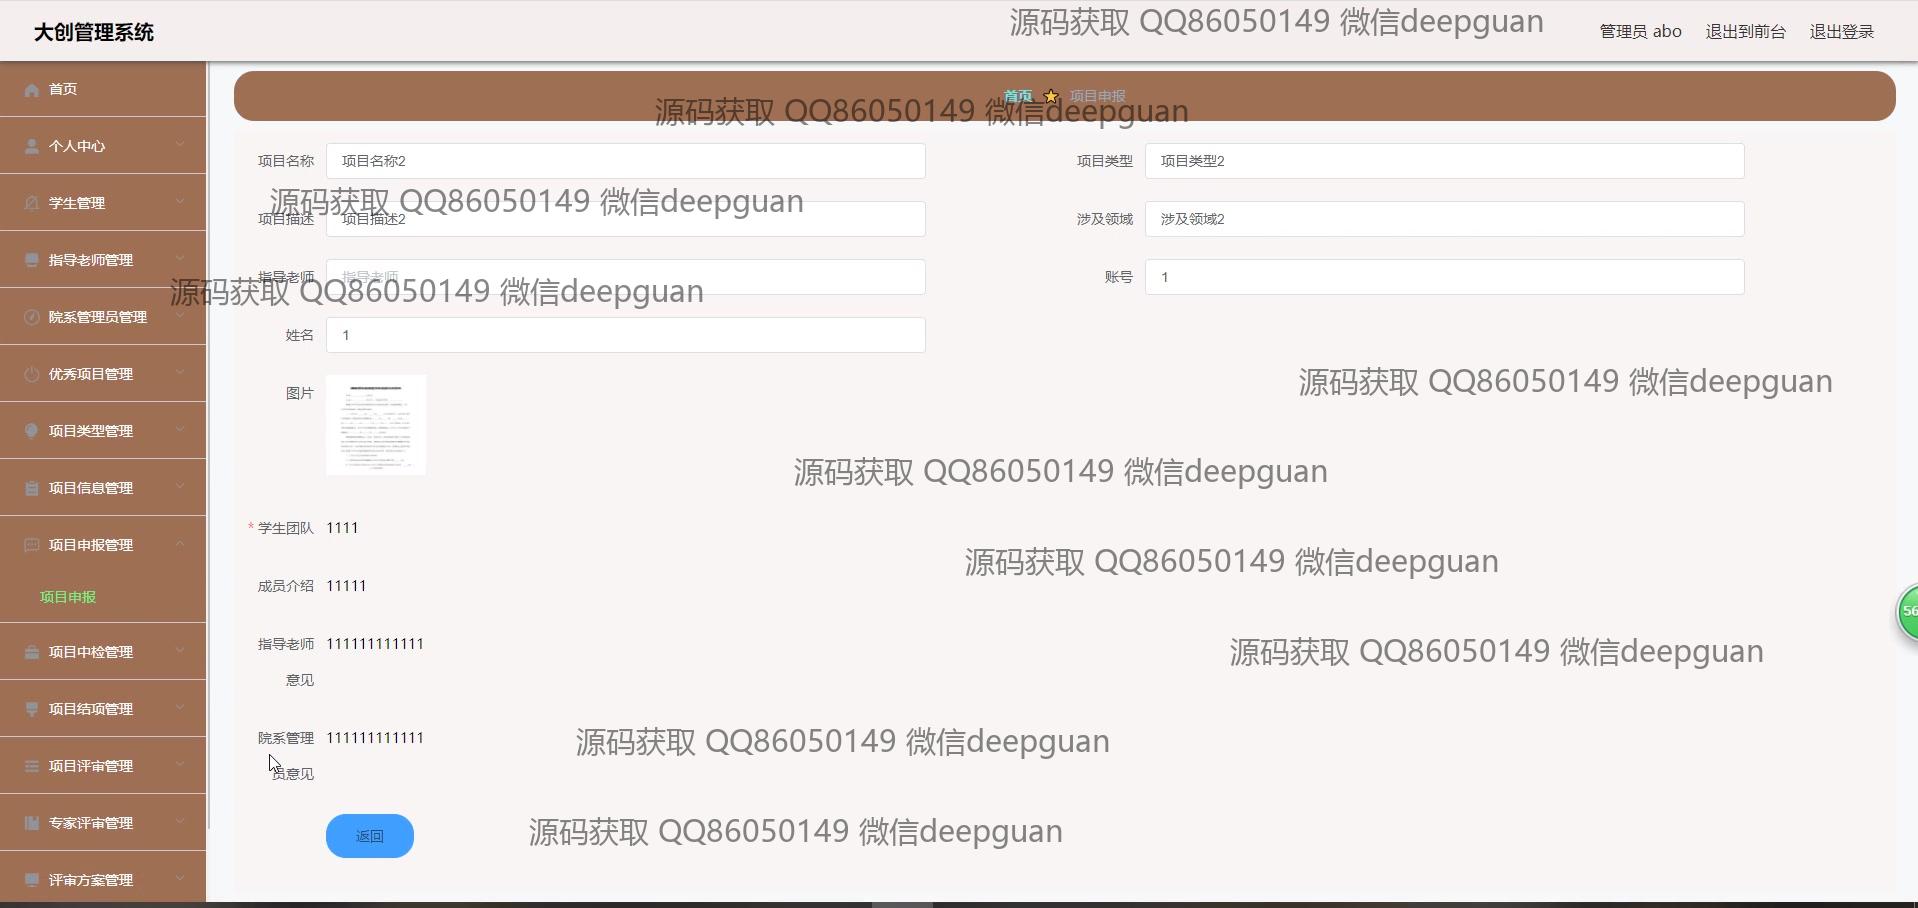 大创管理系统
源码获取 QQ86050149 微信deepguan
管理员 abo
退出到前台
退出登录
首页
个人中心
学生管理
指导老师管理
院系管理员管理
优秀项目管理
项目类型管理
项目信息管理
项目申报管理
项目申报
项目中检管理
项目结项管理
项目评审管理
专家评审管理
评审方案管理
首页 项目申报
源码获取 QQ86050149 微信deepguan
项目名称 项目名称2
项目类型 项目类型2
源码获取 QQ86050149 微信deepguan
项目描述 项目描述2
涉及领域 涉及领域2
指导老师 指导老师
账号 1
源码获取 QQ86050149 微信deepguan
姓名 1
图片
源码获取 QQ86050149 微信deepguan
源码获取 QQ86050149 微信deepguan
* 学生团队 1111
源码获取 QQ86050149 微信deepguan
成员介绍 11111
指导老师 111111111111
意见
源码获取 QQ86050149 微信deepguan
院系管理 111111111111
员意见
源码获取 QQ86050149 微信deepguan
返回
源码获取 QQ86050149 微信deepguan
56